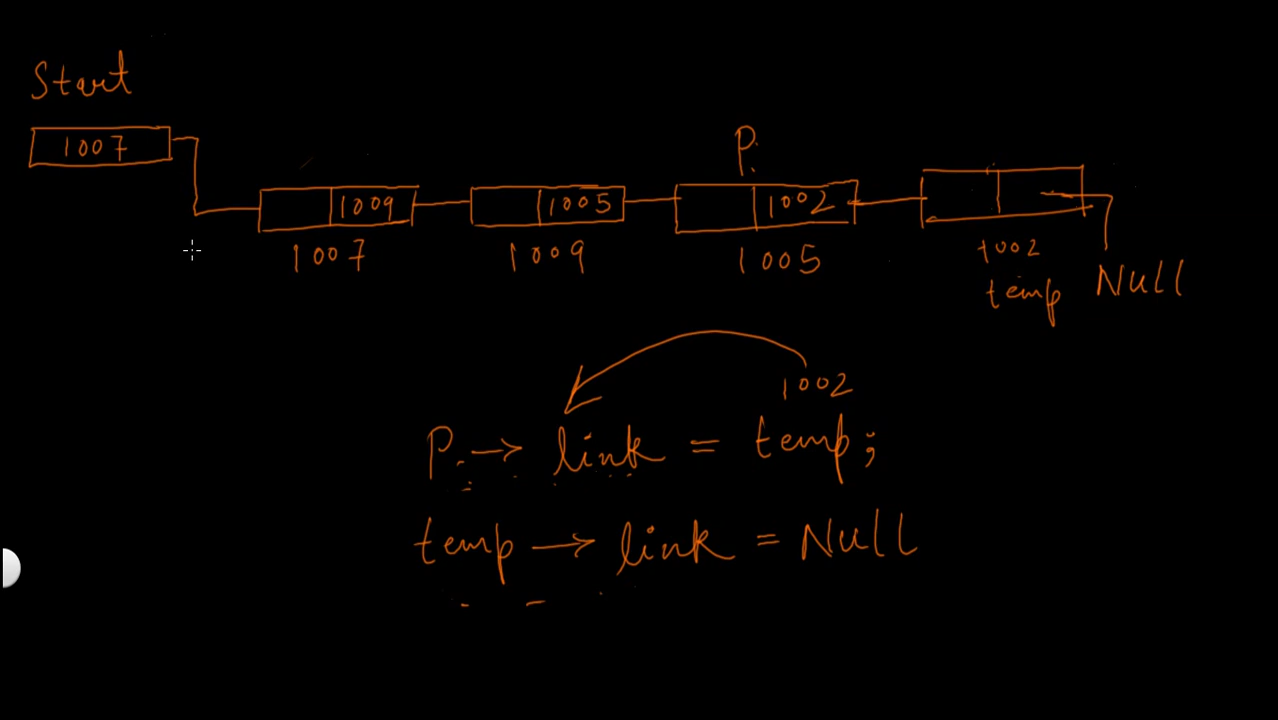 Start
1007
P.
1009 1005 1002
1007 1009 1005 1002
temp Null
1002
P. → link = temp;
temp → link = Null